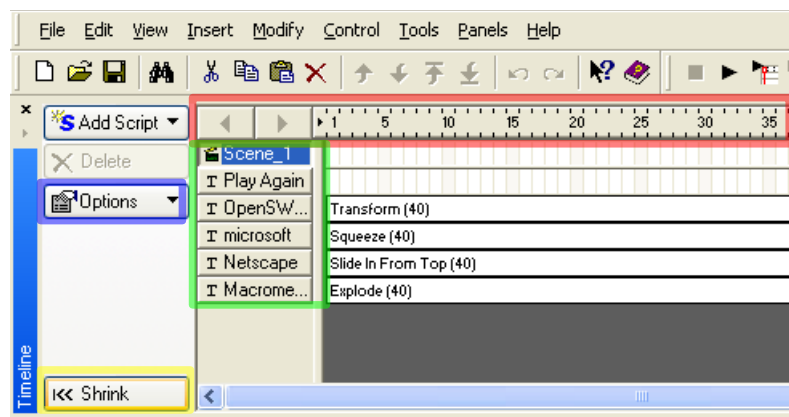 File Edit View Insert Modify Control Tools Panels Help
Add Script
1 5 10 15 20 25 30 35
Delete
Scene_1
Play Again
Options
OpenSW... Transform (40)
microsoft Squeeze (40)
Netscape Slide In From Top (40)
Macrome... Explode (40)
Timeline
Shrink